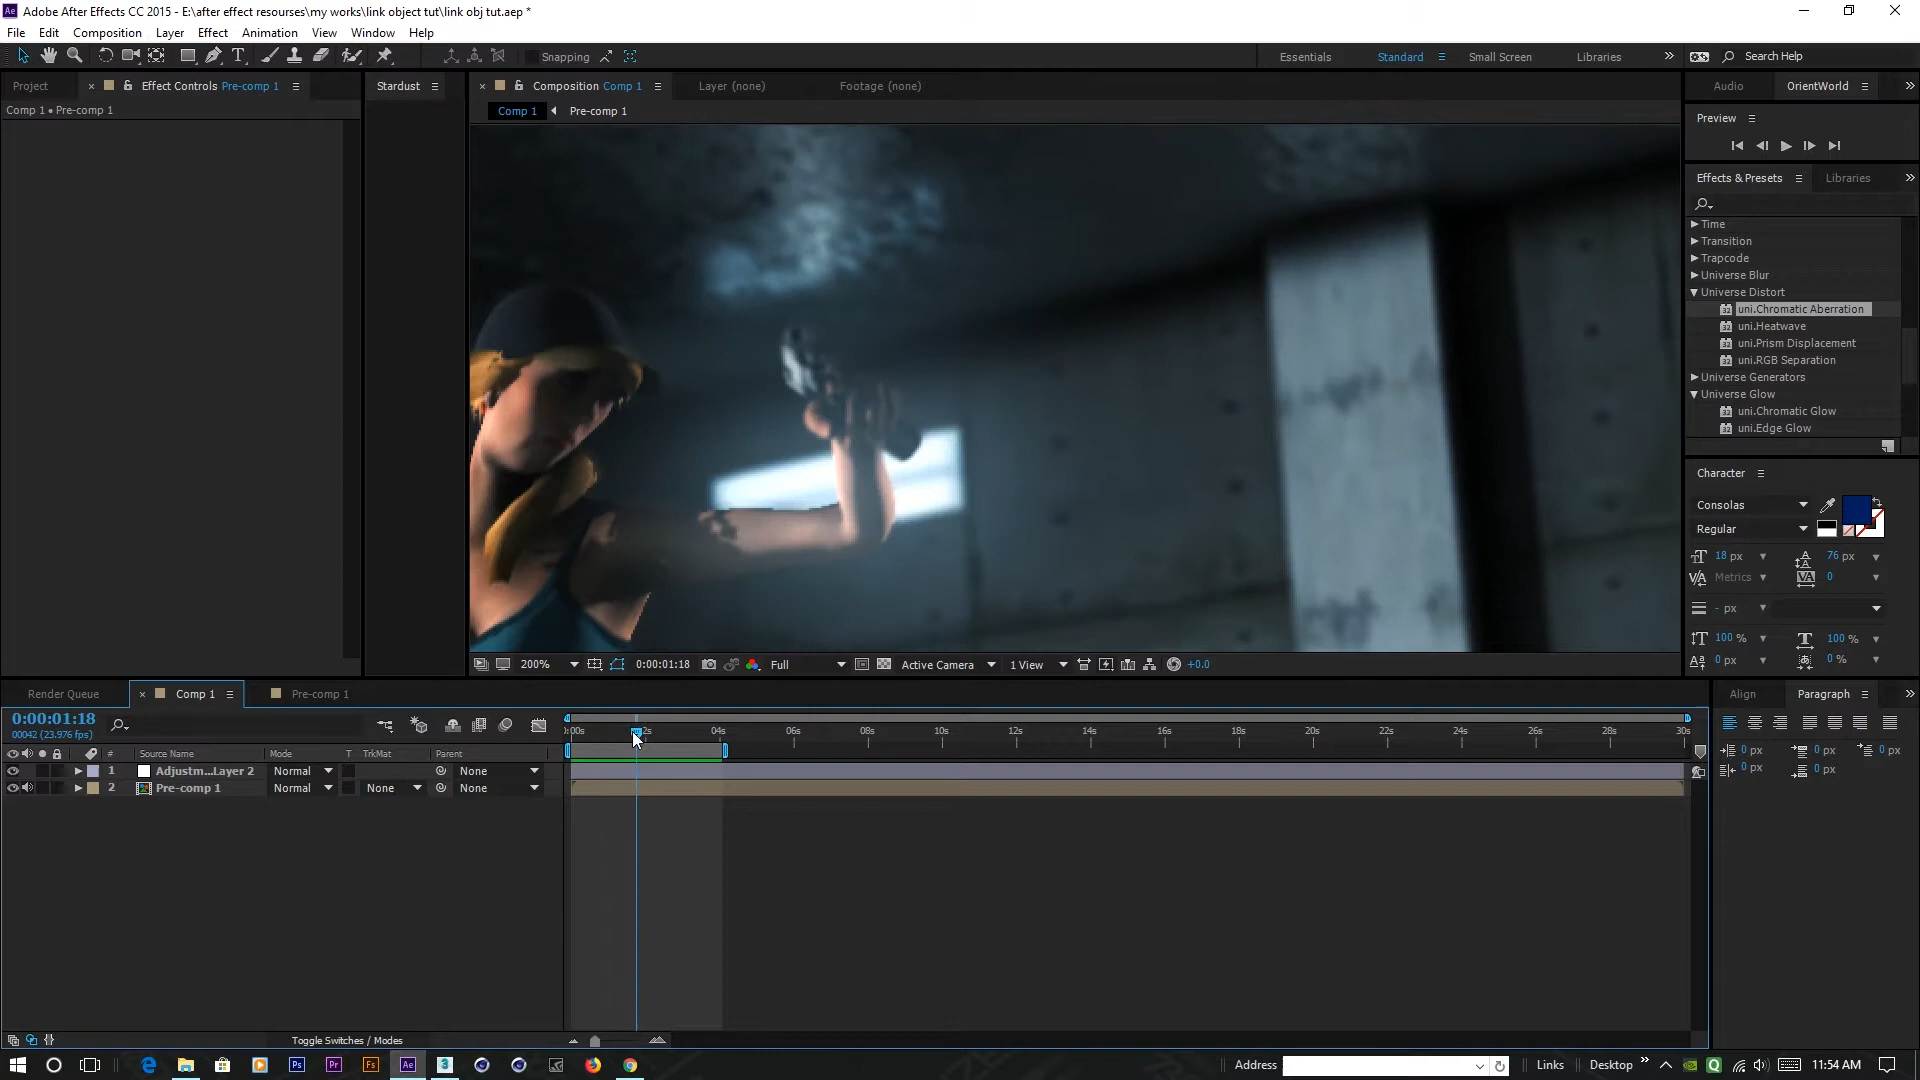 Adobe After Effects CC 2015 - E:\after effect resourses\my works\link object tut\link obj tut.aep *
File Edit Composition Layer Effect Animation View Window Help
Snapping Essentials Standard Small Screen Libraries Search Help
Project Effect Controls Pre-comp 1 Stardust Composition Comp 1 Layer (none) Footage (none) Audio OrientWorld
Comp 1 • Pre-comp 1
Comp 1 Pre-comp 1
Preview
Effects & Presets Libraries
Time
Transition
Trapcode
Universe Blur
Universe Distort
uni.Chromatic Aberration
uni.Heatwave
uni.Prism Displacement
uni.RGB Separation
Universe Generators
Universe Glow
uni.Chromatic Glow
uni.Edge Glow
Character
Consolas
Regular
18 px 76 px
Metrics 0
- px
100 % 100 %
0 px 0 %
200% 0:00:01:18 Full Active Camera 1 View +0.0
Render Queue Comp 1 Pre-comp 1 Align Paragraph
0:00:01:18
00042 (23.976 fps)
:00s 2s 04s 06s 08s 10s 12s 14s 16s 18s 20s 22s 24s 26s 28s 30s
# Source Name Mode T TrkMat Parent
1 Adjustm...Layer 2 Normal None
2 Pre-comp 1 Normal None None
0 px 0 px 0 px
0 px 0 px
Toggle Switches / Modes
Address Links Desktop 11:54 AM